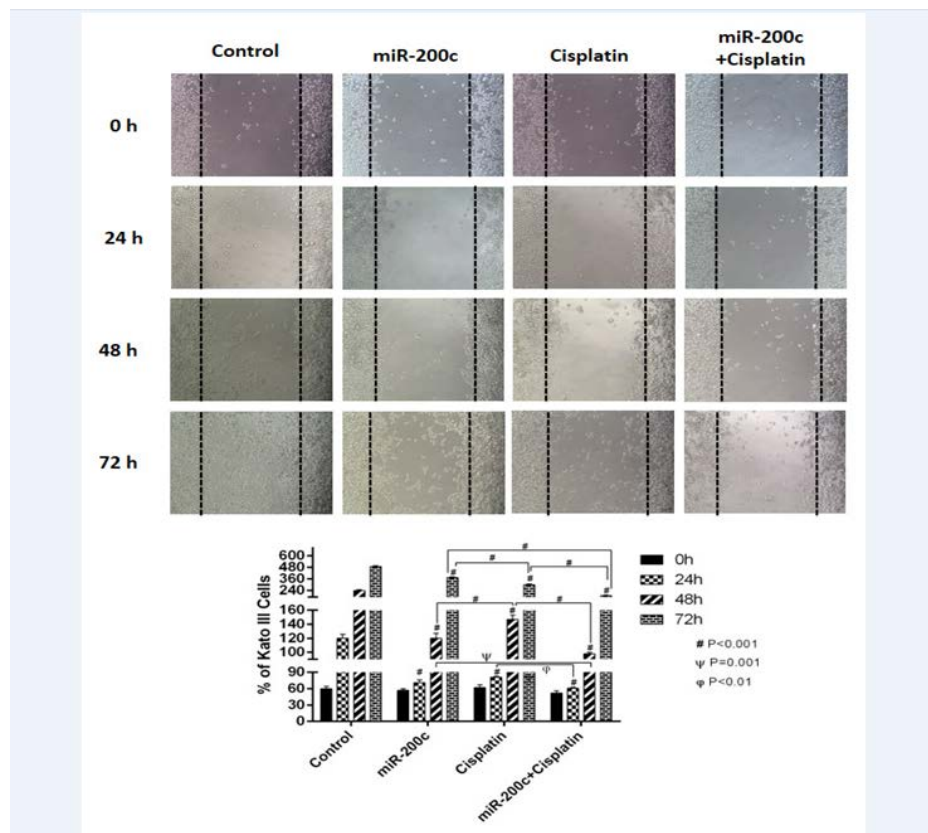 Control miR-200c Cisplatin miR-200c
+Cisplatin
0 h
24 h
48 h
72 h
% of Kato III Cells
600
480
360
240
160
140
120
100
90
60
30
0
#
#
#
#
#
#
#
#
#
#
#
ψ
#
#
φ
#
Control
miR-200c
Cisplatin
miR-200c+Cisplatin
0h
24h
48h
72h
# P<0.001
ψ P=0.001
φ P<0.01